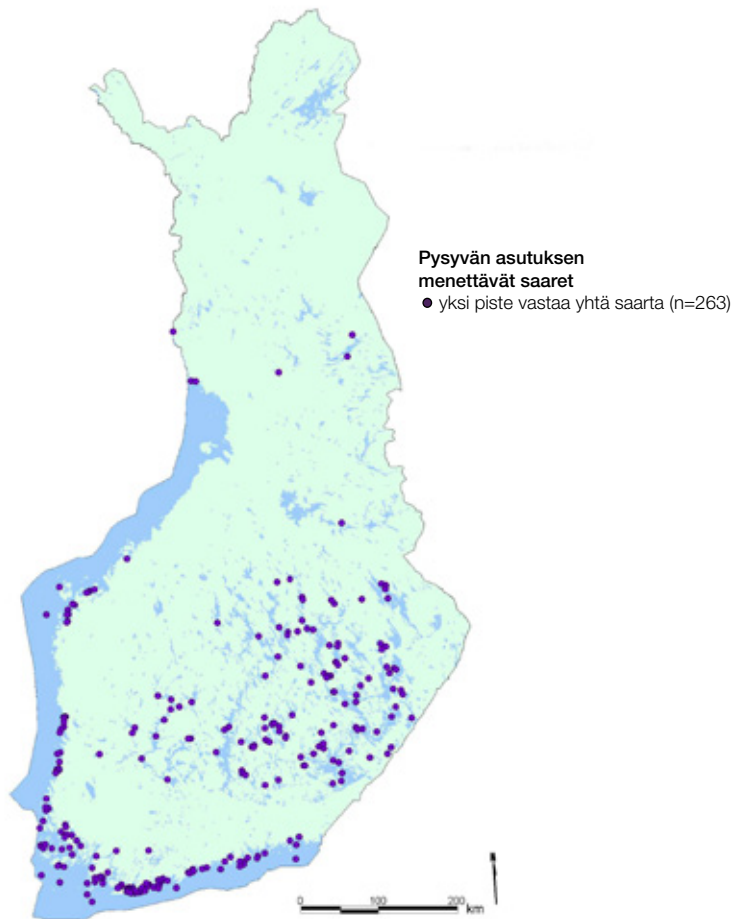 Pysyvän asutuksen
menettävät saaret
yksi piste vastaa yhtä saarta (n=263)
0 100 200
km